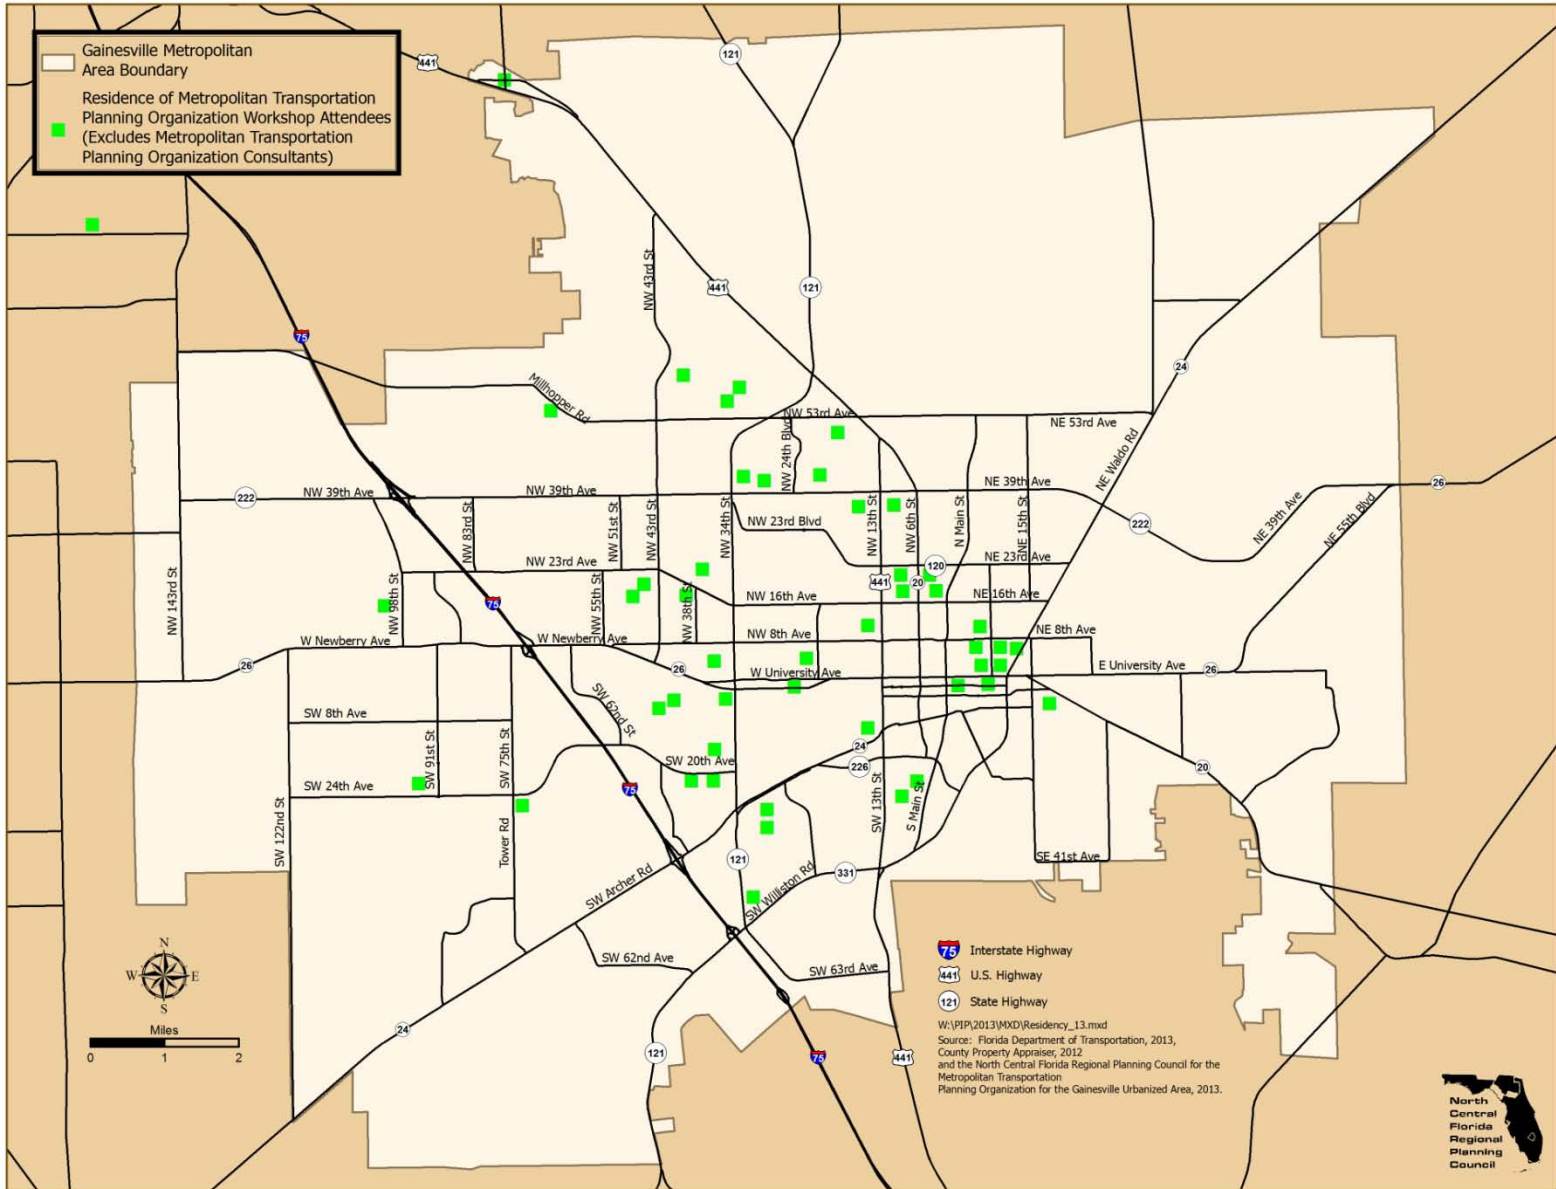 Gainesville Metropolitan
Area Boundary
Residence of Metropolitan Transportation
Planning Organization Workshop Attendees
(Excludes Metropolitan Transportation
Planning Organization Consultants)
441
121
441
121
75
NW 43rd St
24
Millhopper Rd
NW 53rd Ave
NE 53rd Ave
NW 24th Blvd
NE Waldo Rd
222
NW 39th Ave
NW 39th Ave
NE 39th Ave
26
NW 83rd St
NW 51st St
NW 43rd St
NW 34th St
NW 23rd Blvd
NW 13th St
NW 6th St
N Main St
NE 15th St
222
NE 39th Ave
NE 55th Blvd
NW 143rd St
NW 98th St
NW 23rd Ave
NW 55th St
NW 38th St
NE 23rd Ave
120
441
20
75
NW 16th Ave
NE 16th Ave
W Newberry Ave
W Newberry Ave
NW 8th Ave
NE 8th Ave
26
26
W University Ave
E University Ave
26
SW 62nd St
SW 8th Ave
SW 91st St
SW 75th St
24
SW 20th Ave
226
20
SW 24th Ave
75
SW 13th St
S Main St
SW 122nd St
Tower Rd
121
SE 41st Ave
331
SW Archer Rd
SW Williston Rd
SW 62nd Ave
SW 63rd Ave
N
W E
S
Miles
0 1 2
24
121
75
441
75 Interstate Highway
441 U.S. Highway
121 State Highway
W:\PIP\2013\MXD\Residency_13.mxd
Source: Florida Department of Transportation, 2013,
County Property Appraiser, 2012
and the North Central Florida Regional Planning Council for the
Metropolitan Transportation
Planning Organization for the Gainesville Urbanized Area, 2013.
North
Central
Florida
Regional
Planning
Council